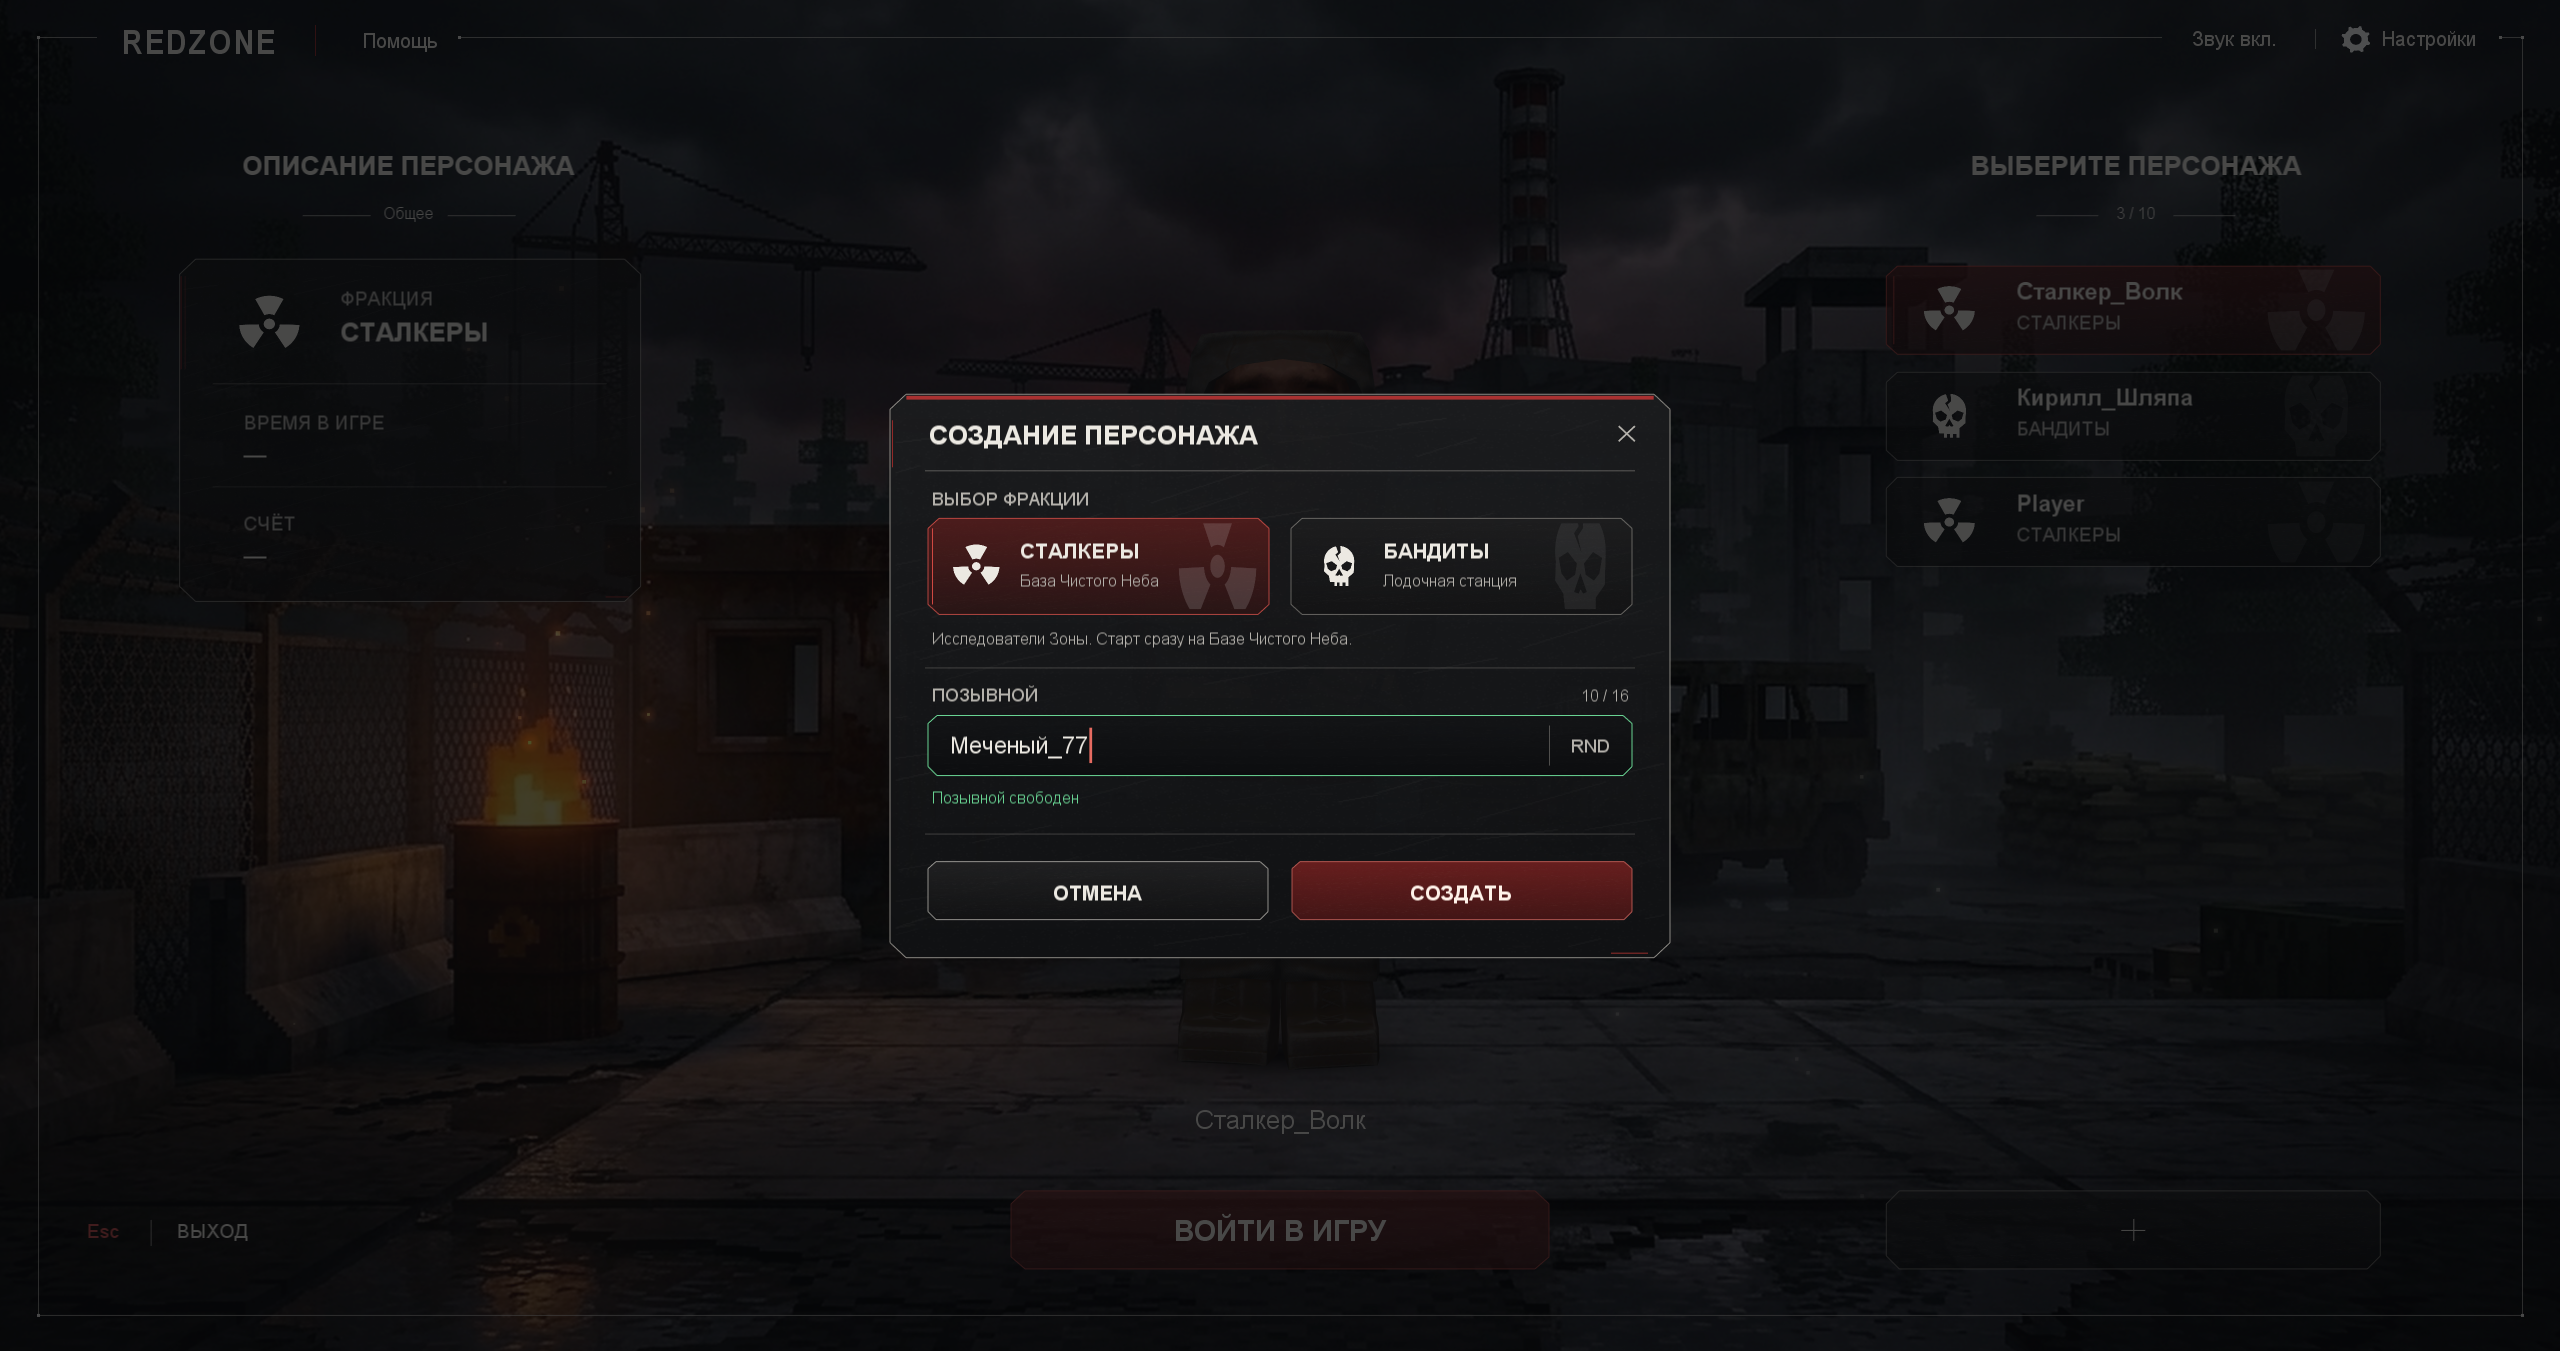 REDZONE
Помощь
Звук вкл.
Настройки
ОПИСАНИЕ ПЕРСОНАЖА
Общее
ФРАКЦИЯ
СТАЛКЕРЫ
ВРЕМЯ В ИГРЕ
—
СЧЁТ
—
ВЫБЕРИТЕ ПЕРСОНАЖА
3 / 10
Сталкер_Волк
СТАЛКЕРЫ
Кирилл_Шляпа
БАНДИТЫ
Player
СТАЛКЕРЫ
СОЗДАНИЕ ПЕРСОНАЖА
ВЫБОР ФРАКЦИИ
СТАЛКЕРЫ
База Чистого Неба
БАНДИТЫ
Лодочная станция
Исследователи Зоны. Старт сразу на Базе Чистого Неба.
ПОЗЫВНОЙ
10 / 16
Меченый_77
RND
Позывной свободен
ОТМЕНА
СОЗДАТЬ
Сталкер_Волк
Esc
ВЫХОД
ВОЙТИ В ИГРУ
+